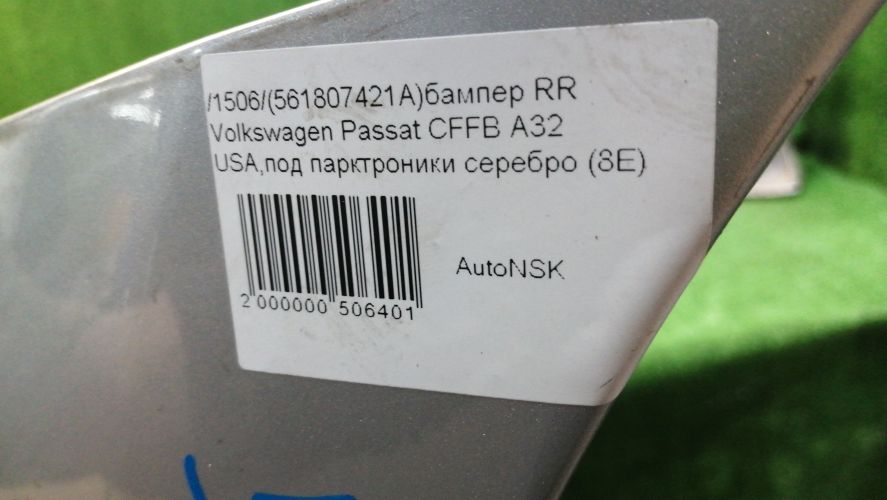 /1506/(561807421A)бампер RR
Volkswagen Passat CFFB A32
USA,под парктроники серебро (8E)
AutoNSK
2 000000 506401